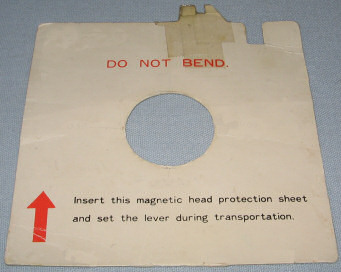 DO NOT BEND.
Insert this magnetic head protection sheet
and set the lever during transportation.